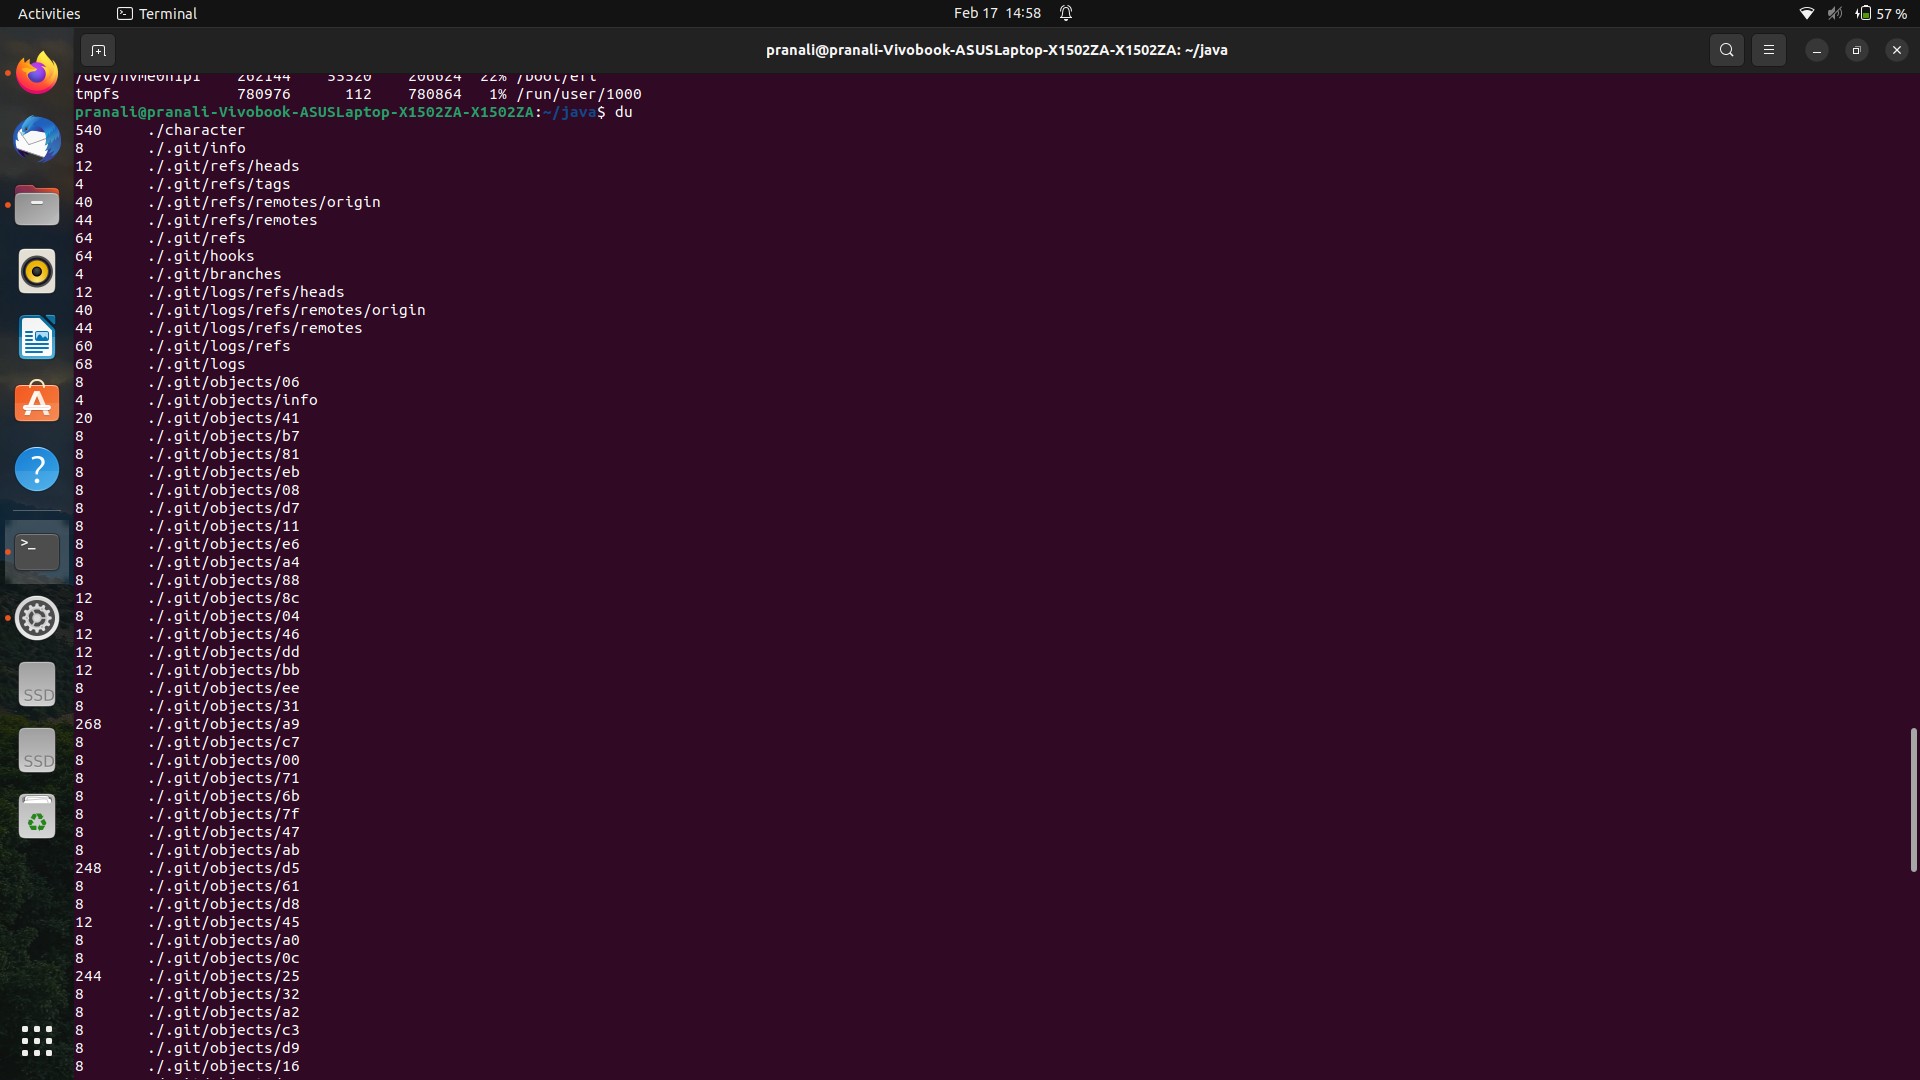 Activities
Terminal
Feb 17 14:58
57 %
pranali@pranali-Vivobook-ASUSLaptop-X1502ZA-X1502ZA: ~/java
/dev/nvme0n1p1 262144 55520 206624 22% /boot/efi
tmpfs 780976 112 780864 1% /run/user/1000
pranali@pranali-Vivobook-ASUSLaptop-X1502ZA-X1502ZA:~/java$ du
540 ./character
8 ./.git/info
12 ./.git/refs/heads
4 ./.git/refs/tags
40 ./.git/refs/remotes/origin
44 ./.git/refs/remotes
64 ./.git/refs
64 ./.git/hooks
4 ./.git/branches
12 ./.git/logs/refs/heads
40 ./.git/logs/refs/remotes/origin
44 ./.git/logs/refs/remotes
60 ./.git/logs/refs
68 ./.git/logs
8 ./.git/objects/06
4 ./.git/objects/info
20 ./.git/objects/41
8 ./.git/objects/b7
8 ./.git/objects/81
8 ./.git/objects/eb
8 ./.git/objects/08
8 ./.git/objects/d7
8 ./.git/objects/11
8 ./.git/objects/e6
8 ./.git/objects/a4
8 ./.git/objects/88
12 ./.git/objects/8c
8 ./.git/objects/04
12 ./.git/objects/46
12 ./.git/objects/dd
12 ./.git/objects/bb
8 ./.git/objects/ee
8 ./.git/objects/31
268 ./.git/objects/a9
8 ./.git/objects/c7
8 ./.git/objects/00
8 ./.git/objects/71
8 ./.git/objects/6b
8 ./.git/objects/7f
8 ./.git/objects/47
8 ./.git/objects/ab
248 ./.git/objects/d5
8 ./.git/objects/61
8 ./.git/objects/d8
12 ./.git/objects/45
8 ./.git/objects/a0
8 ./.git/objects/0c
244 ./.git/objects/25
8 ./.git/objects/32
8 ./.git/objects/a2
8 ./.git/objects/c3
8 ./.git/objects/d9
8 ./.git/objects/16
SSD
SSD